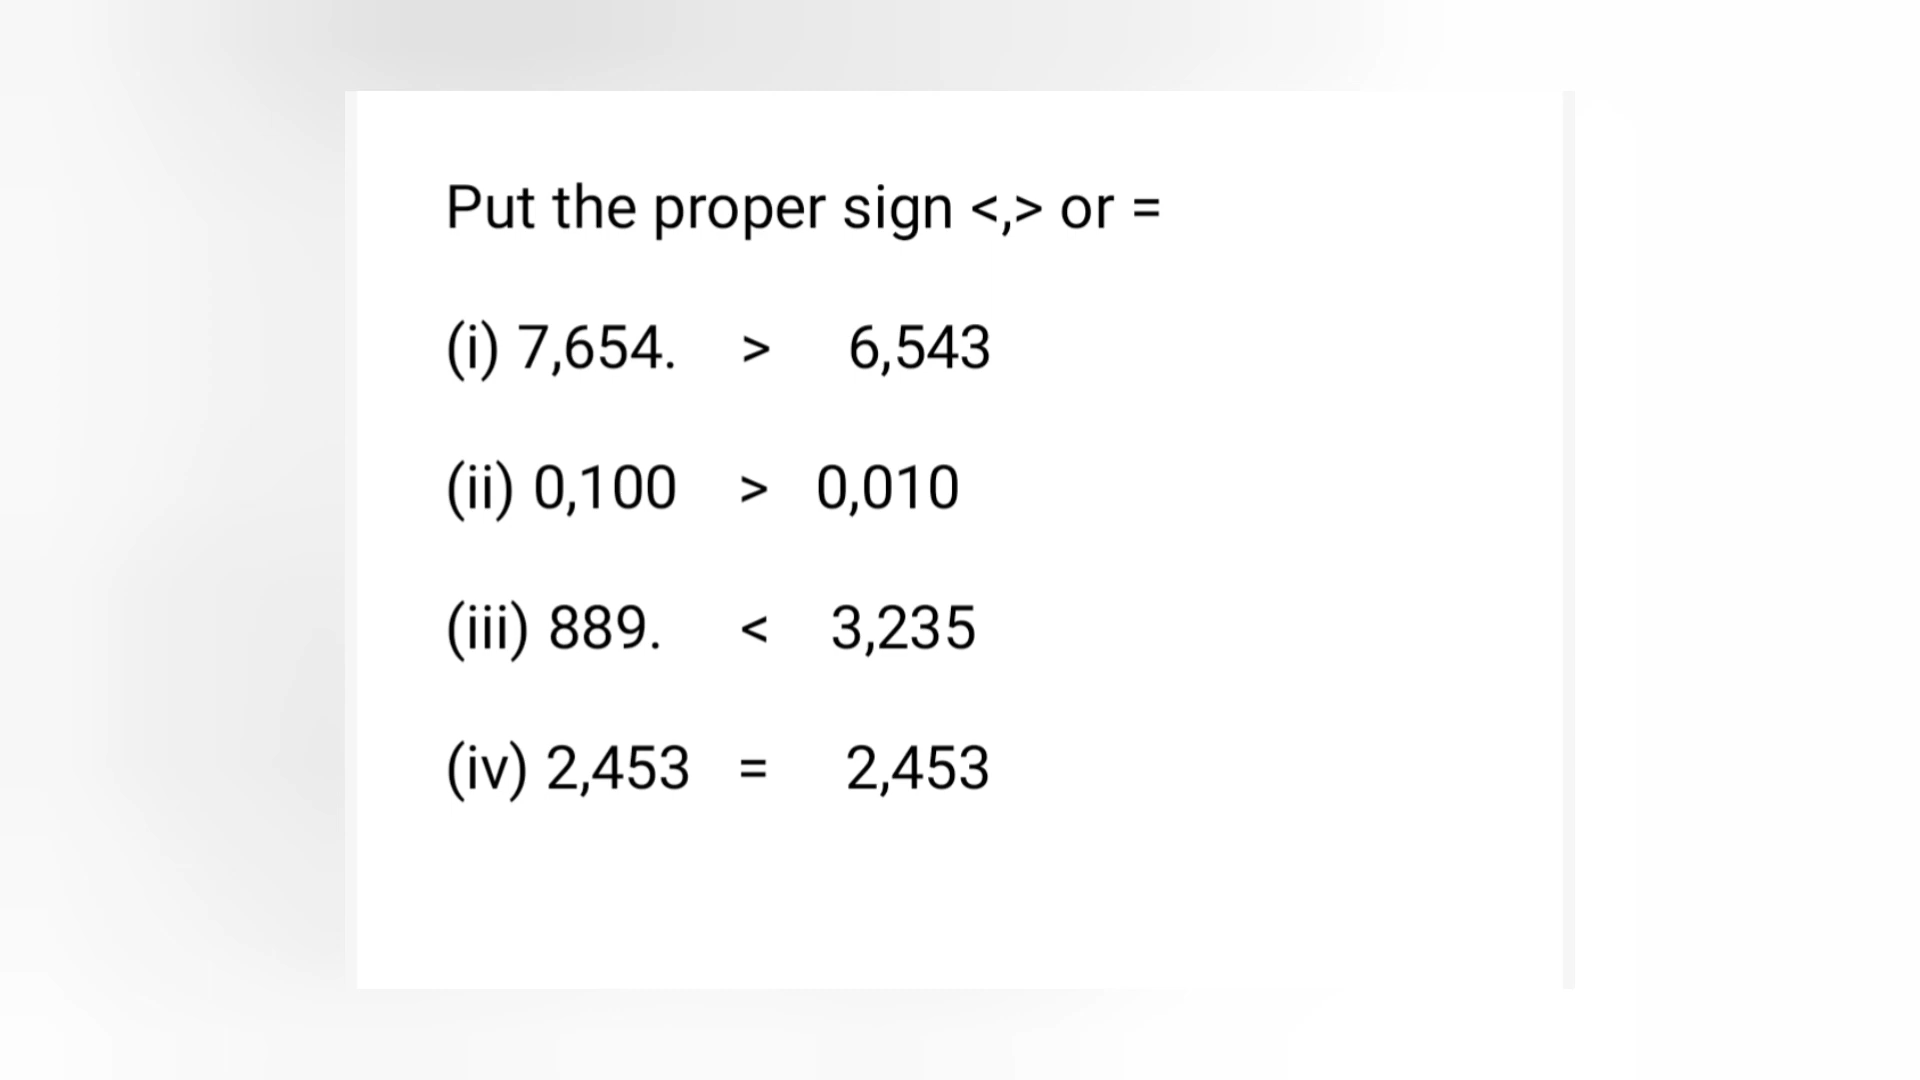 Put the proper sign <,> or =
(i) 7,654. > 6,543
(ii) 0,100 > 0,010
(iii) 889. < 3,235
(iv) 2,453 = 2,453